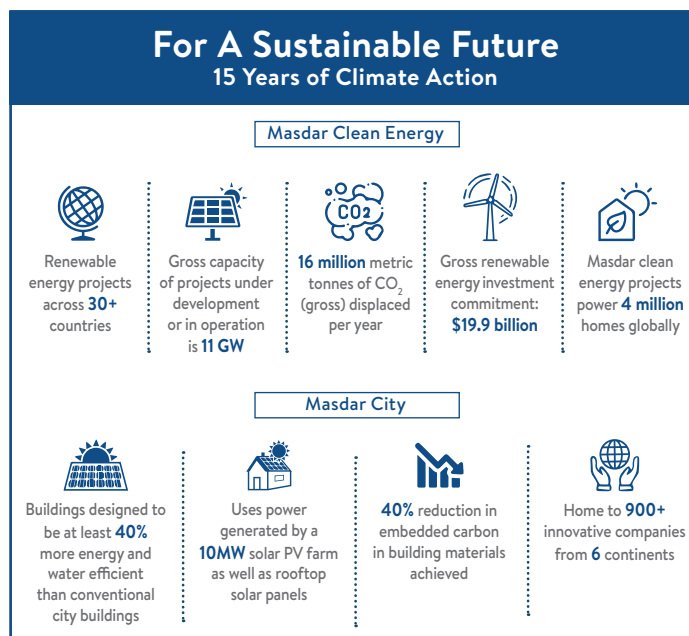 For A Sustainable Future
15 Years of Climate Action
Masdar Clean Energy
Renewable
energy projects
across 30+
countries
Gross capacity
of projects under
development
or in operation
is 11 GW
CO2
16 million metric
tonnes of CO2
(gross) displaced
per year
Gross renewable
energy investment
commitment:
$19.9 billion
Masdar clean
energy projects
power 4 million
homes globally
Masdar City
Buildings designed to
be at least 40%
more energy and
water efficient
than conventional
city buildings
Uses power
generated by a
10MW solar PV farm
as well as rooftop
solar panels
40% reduction in
embedded carbon
in building materials
achieved
Home to 900+
innovative companies
from 6 continents